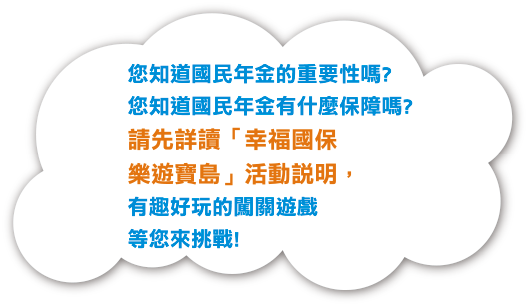 您知道國民年金的重要性嗎?
您知道國民年金有什麼保障嗎?
請先詳讀「幸福國保
樂遊寶島」活動説明，
有趣好玩的闖關遊戲
等您來挑戰!